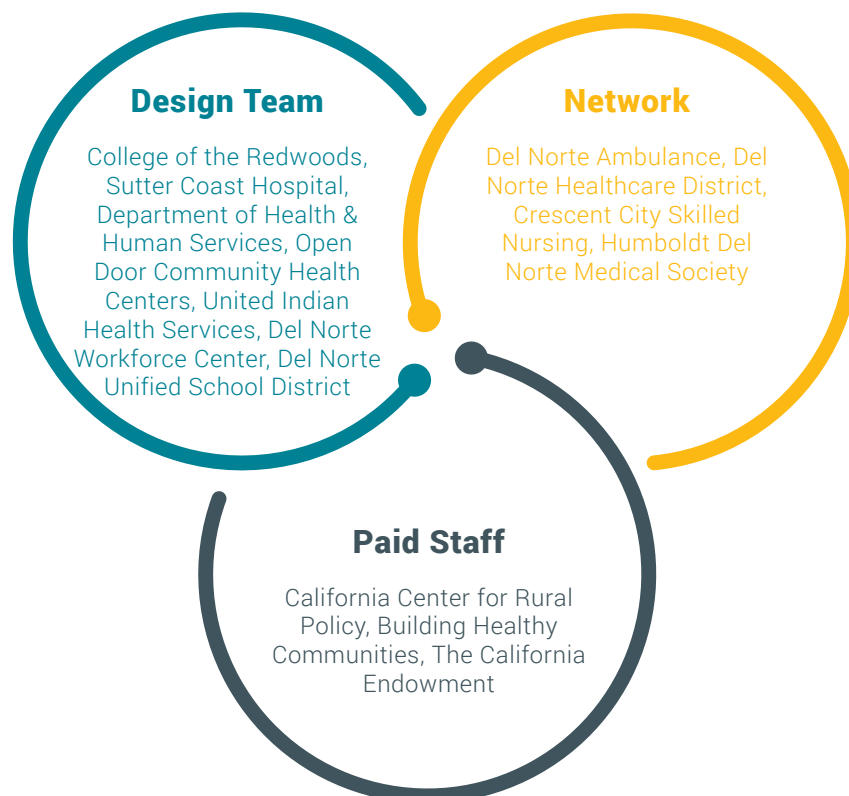 Design Team
College of the Redwoods,
Sutter Coast Hospital,
Department of Health &
Human Services, Open
Door Community Health
Centers, United Indian
Health Services, Del Norte
Workforce Center, Del Norte
Unified School District
Network
Del Norte Ambulance, Del
Norte Healthcare District,
Crescent City Skilled
Nursing, Humboldt Del
Norte Medical Society
Paid Staff
California Center for Rural
Policy, Building Healthy
Communities, The California
Endowment